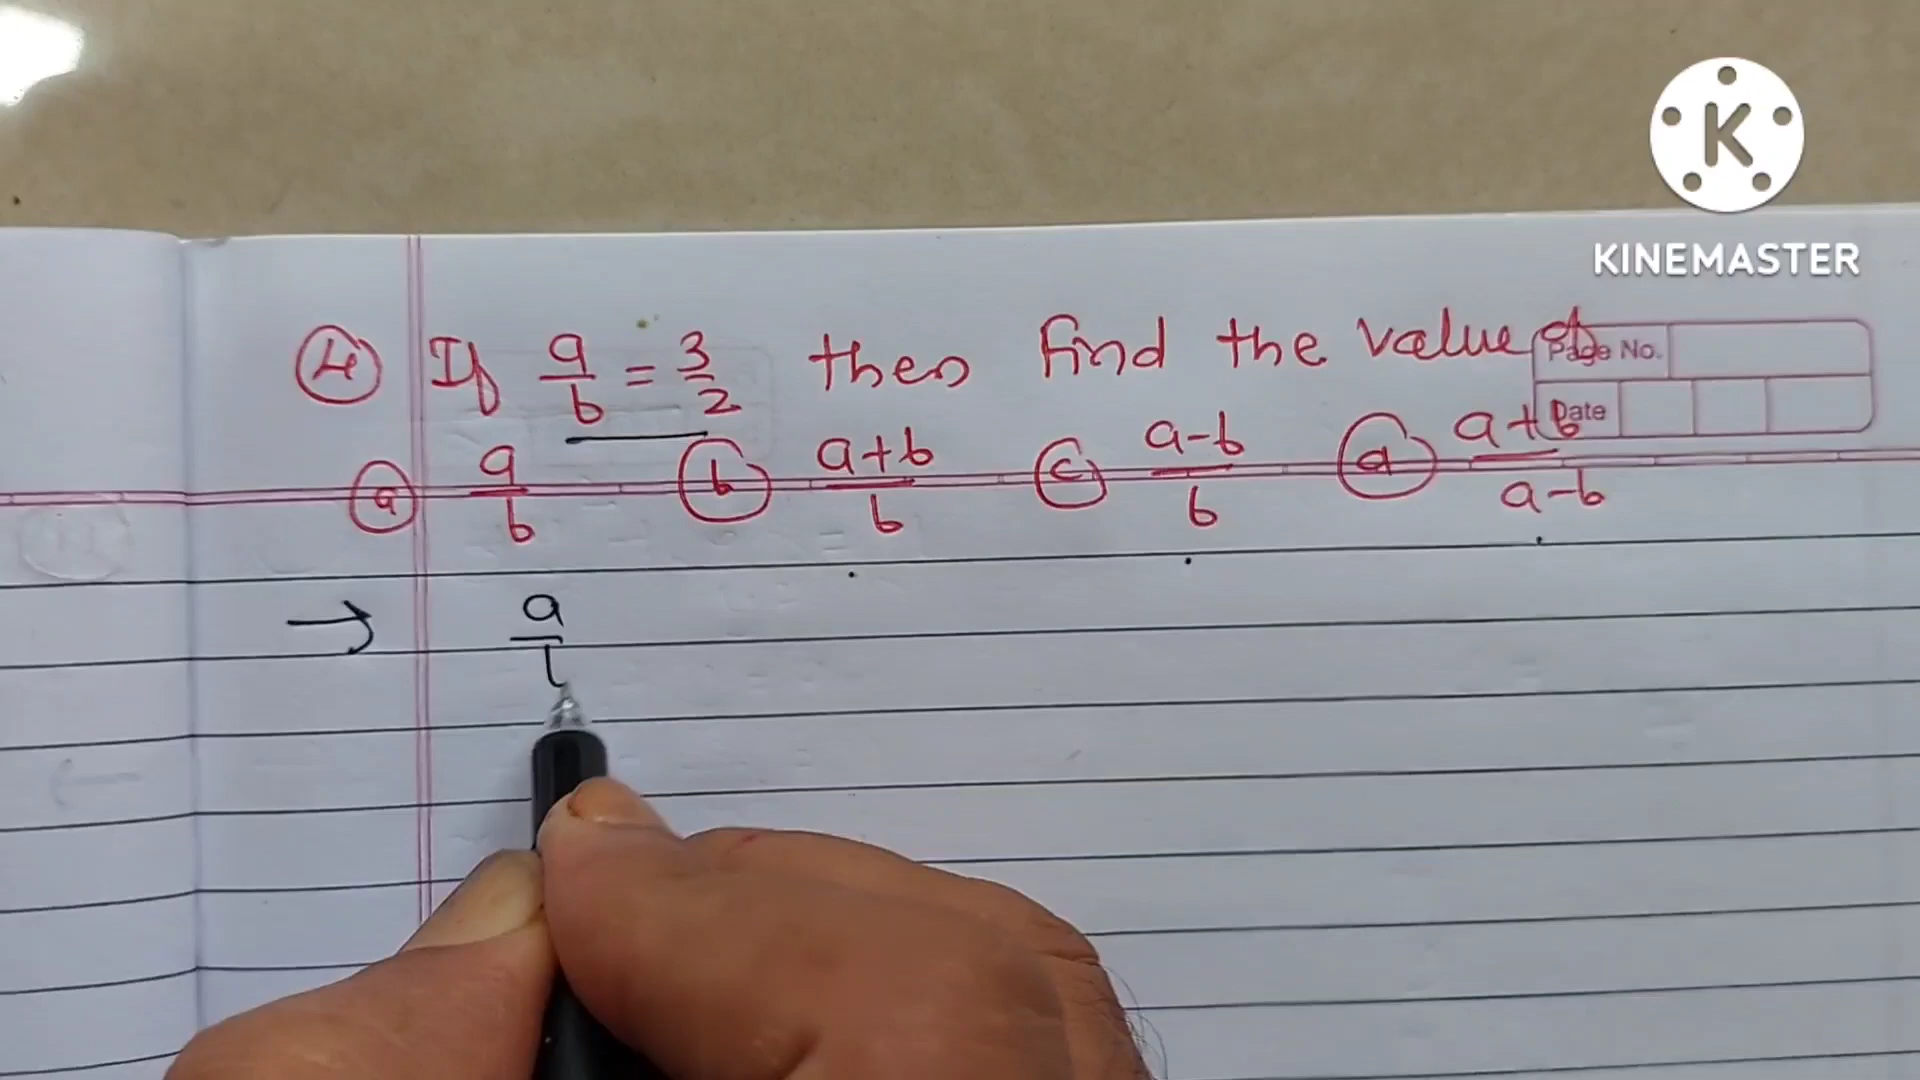 K
KINEMASTER
④ If a/b = 3/2 then find the value of
Page No.
Date
ⓐ a/b ⓑ a+b/b ⓒ a-b/b ⓓ a+b/a-b
→ a/